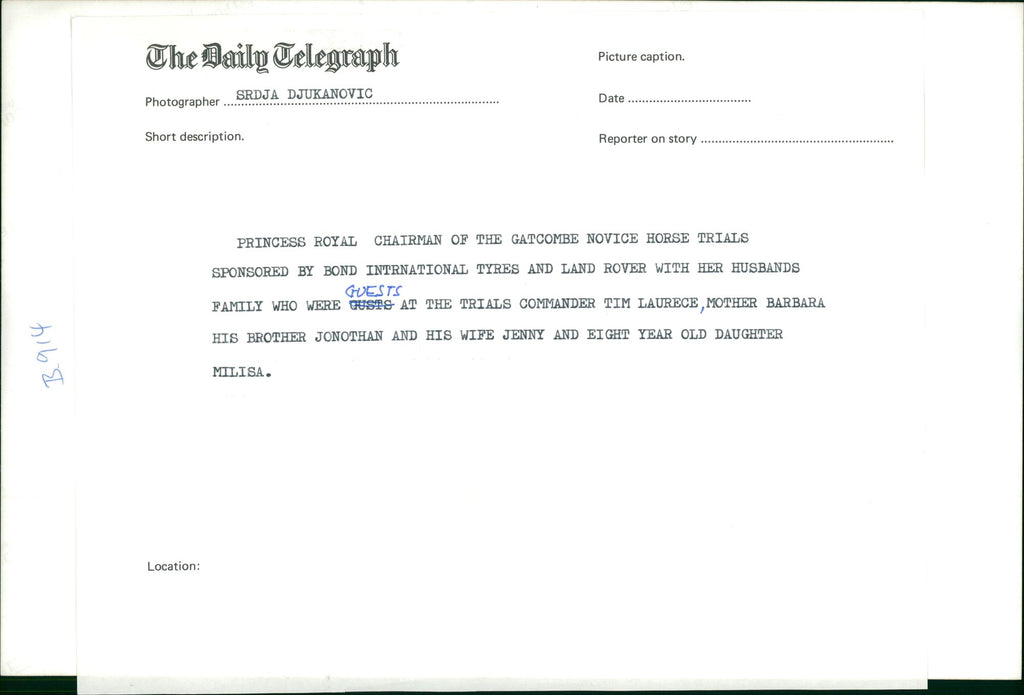 The Daily Telegraph
Picture caption.
Photographer SRDJA DJUKANOVIC
Date
Short description.
Reporter on story
PRINCESS ROYAL CHAIRMAN OF THE GATCOMBE NOVICE HORSE TRIALS
SPONSORED BY BOND INTRNATIONAL TYRES AND LAND ROVER WITH HER HUSBANDS
GUESTS
FAMILY WHO WERE GUSTS AT THE TRIALS COMMANDER TIM LAURECE,MOTHER BARBARA
HIS BROTHER JONOTHAN AND HIS WIFE JENNY AND EIGHT YEAR OLD DAUGHTER
MILISA.
B914
Location: